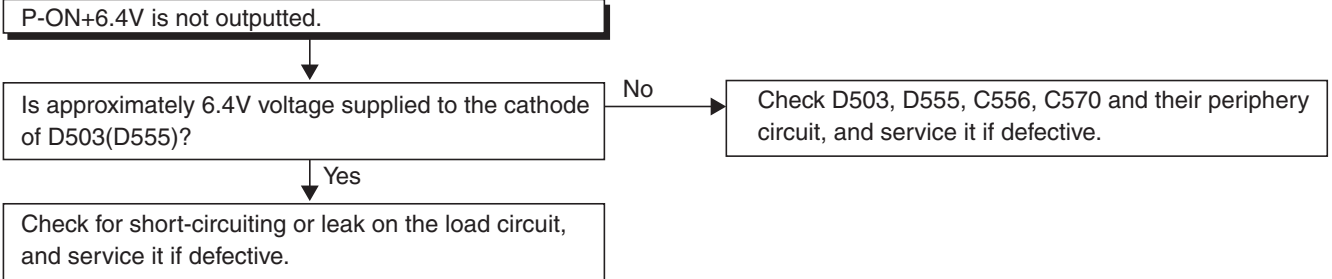 P-ON+6.4V is not outputted.
Is approximately 6.4V voltage supplied to the cathode
of D503(D555)?
No
Check D503, D555, C556, C570 and their periphery
circuit, and service it if defective.
Yes
Check for short-circuiting or leak on the load circuit,
and service it if defective.